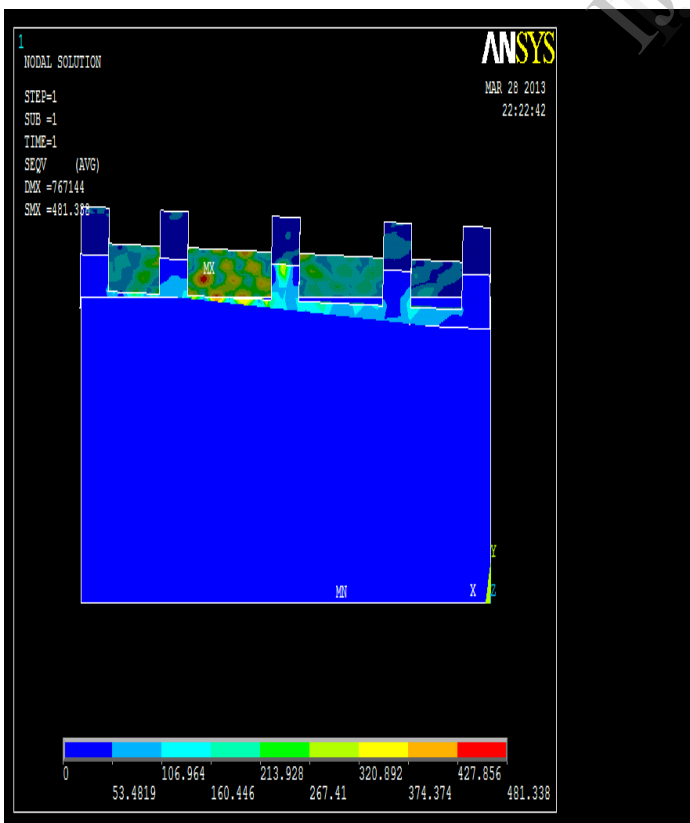 1
ANSYS
NODAL SOLUTION
MAR 28 2013
22:22:42
STEP=1
SUB =1
TIME=1
SEQV (AVG)
DMX =767144
SMX =481.338
MX
Y
MN
X
Z
0 106.964 213.928 320.892 427.856
53.4819 160.446 267.41 374.374 481.338